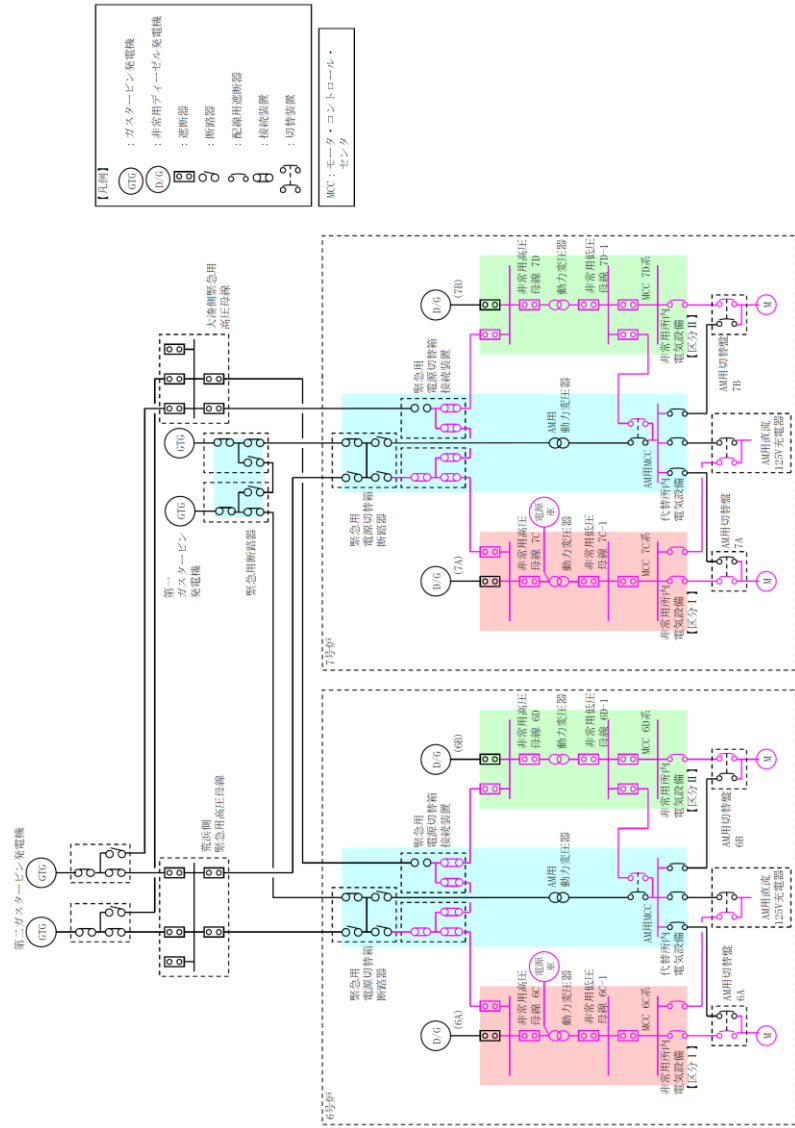 【凡例】
GTG
：ガスタービン発電機
D/G
：非常用ディーゼル発電機
：遮断器
：断路器
：配線用遮断器
：接続装置
：切替装置
MCC：モータ・コントロール・
センタ
第二ガスタービン発電機
GTG
GTG
荒浜側
緊急用高圧母線
第一
ガスタービン
発電機
GTG
GTG
緊急用断路器
大湊側緊急用
高圧母線
6号炉
緊急用
電源切替箱
断路器
緊急用
電源切替箱
接続装置
D/G
(6A)
D/G
(6B)
非常用高圧
母線 6C
電源
車
動力変圧器
非常用低圧
母線 6C-1
MCC 6C系
非常用所内
電気設備
【区分Ⅰ】
AM用
動力変圧器
AM用MCC
代替所内
電気設備
非常用高圧
母線 6D
動力変圧器
非常用低圧
母線 6D-1
MCC 6D系
非常用所内
電気設備
【区分Ⅱ】
AM用切替盤
6A
AM用直流
125V充電器
AM用切替盤
6B
M
M
7号炉
緊急用
電源切替箱
断路器
緊急用
電源切替箱
接続装置
D/G
(7A)
D/G
(7B)
非常用高圧
母線 7C
電源
車
動力変圧器
非常用低圧
母線 7C-1
MCC 7C系
非常用所内
電気設備
【区分Ⅰ】
AM用
動力変圧器
AM用MCC
代替所内
電気設備
非常用高圧
母線 7D
動力変圧器
非常用低圧
母線 7D-1
MCC 7D系
非常用所内
電気設備
【区分Ⅱ】
AM用切替盤
7A
AM用直流
125V充電器
AM用切替盤
7B
M
M